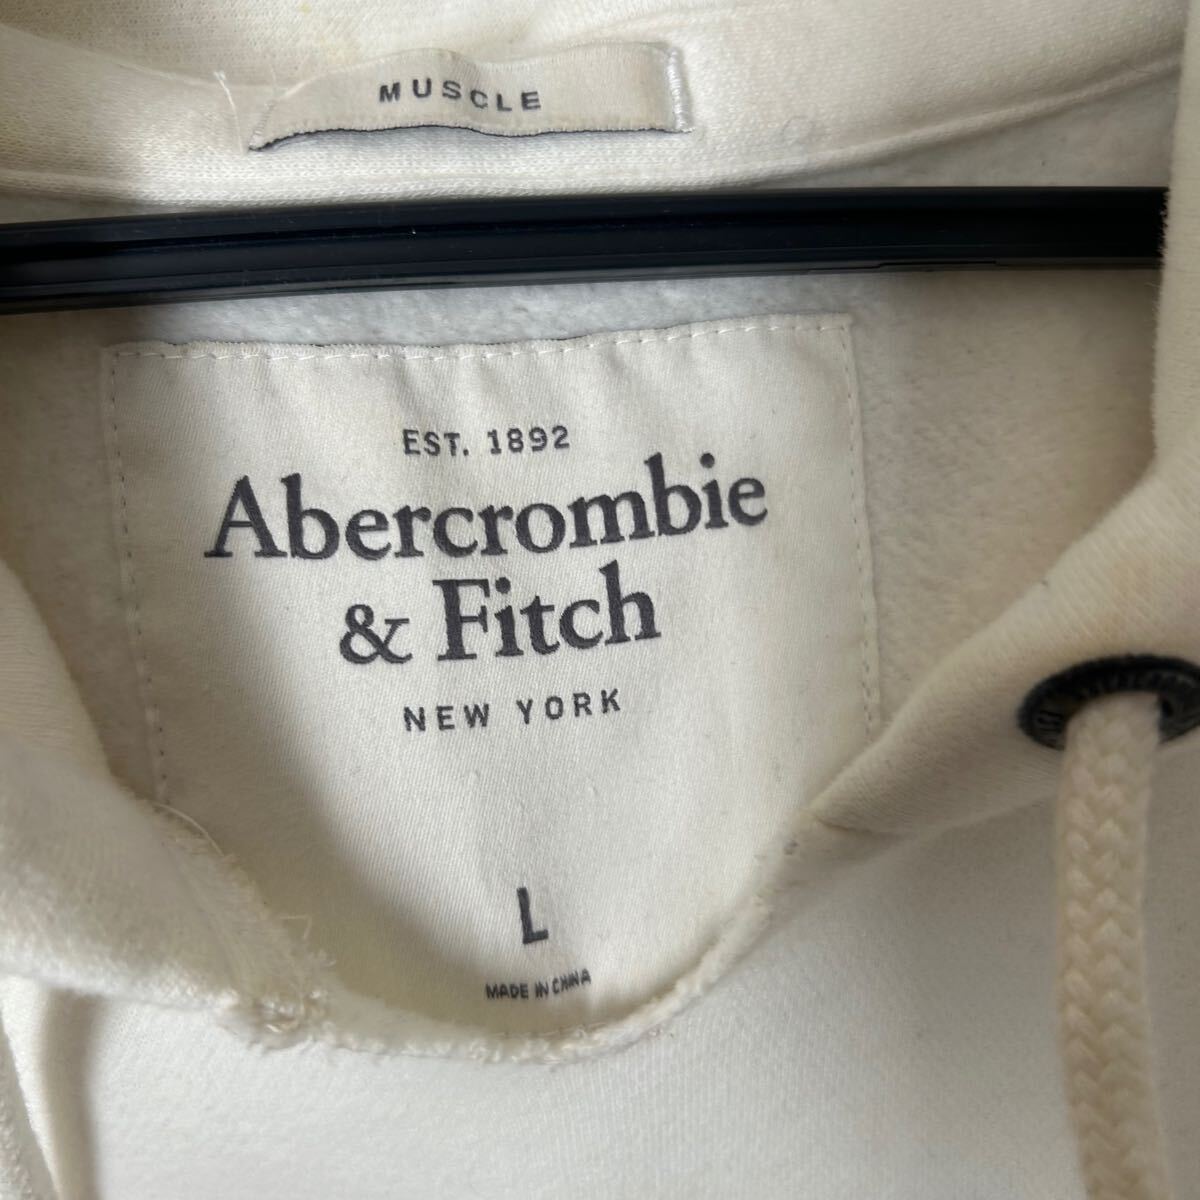 MUSCLE
EST. 1892
Abercrombie
& Fitch
NEW YORK
L
MADE IN CHINA